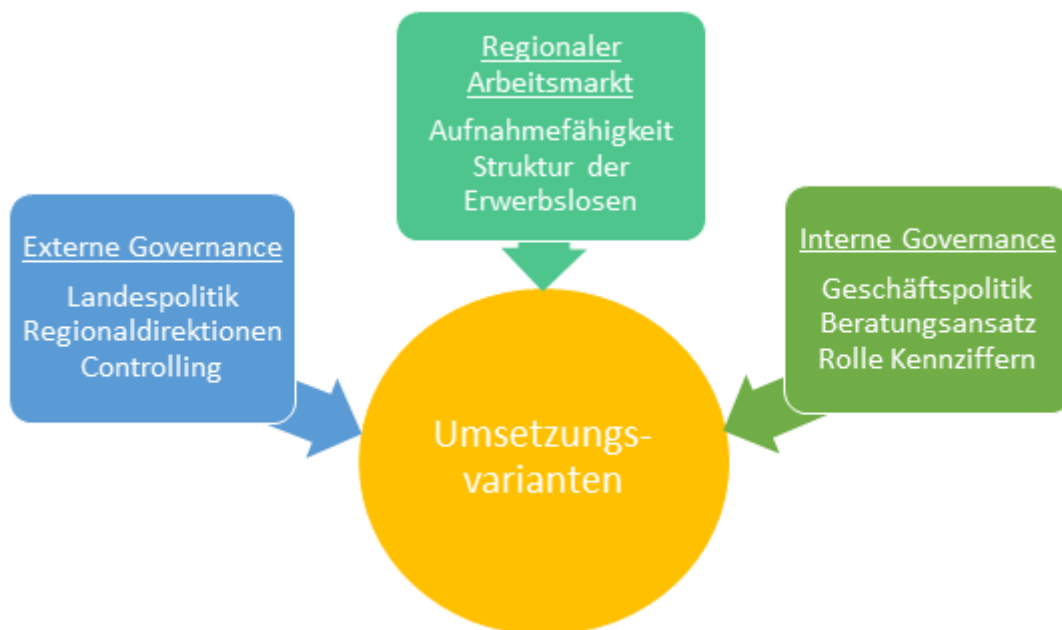 Regionaler
Arbeitsmarkt
Aufnahmefähigkeit
Struktur der
Erwerbslosen
Externe Governance
Landespolitik
Regionaldirektionen
Controlling
Interne Governance
Geschäftspolitik
Beratungsansatz
Rolle Kennziffern
Umsetzungs-
varianten